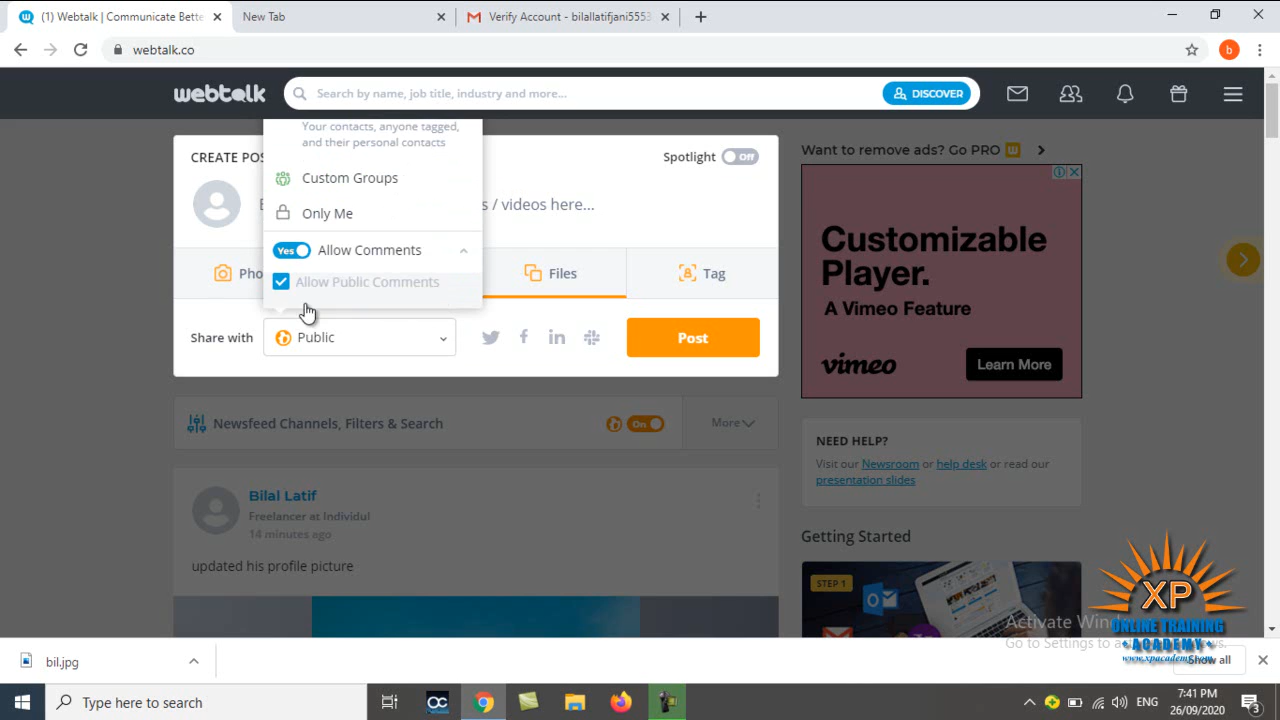 (1) Webtalk | Communicate Bette
New Tab
Verify Account - bilallatifjani5553
webtalk.co
b
webtalk
Search by name, job title, industry and more...
DISCOVER
Your contacts, anyone tagged,
and their personal contacts
Custom Groups
Only Me
Yes Allow Comments
Allow Public Comments
CREATE POS
Spotlight Off
s / videos here...
Pho
Files
Tag
Share with
Public
Post
Want to remove ads? Go PRO
Customizable
Player.
A Vimeo Feature
vimeo
Learn More
Newsfeed Channels, Filters & Search
On
More
NEED HELP?
Visit our Newsroom or help desk or read our
presentation slides
Bilal Latif
Freelancer at Individul
14 minutes ago
updated his profile picture
Getting Started
STEP 1
XP
ONLINE TRAINING
ACADEMY
www.xpacademy.com
Activate Wind
Go to Settings to a
bil.jpg
Show all
Type here to search
OC
ENG
7:41 PM
26/09/2020
3